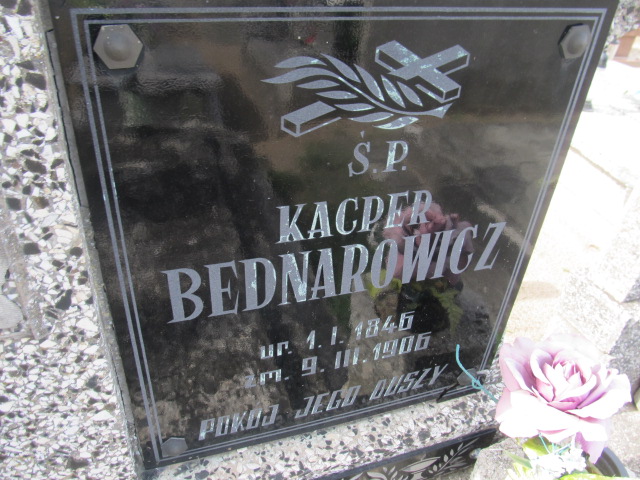 Ś.P.
KACPER
BEDNAROWICZ
ur. 1.I.1846
zm. 9.III.1906
POKÓJ JEGO DUSZY